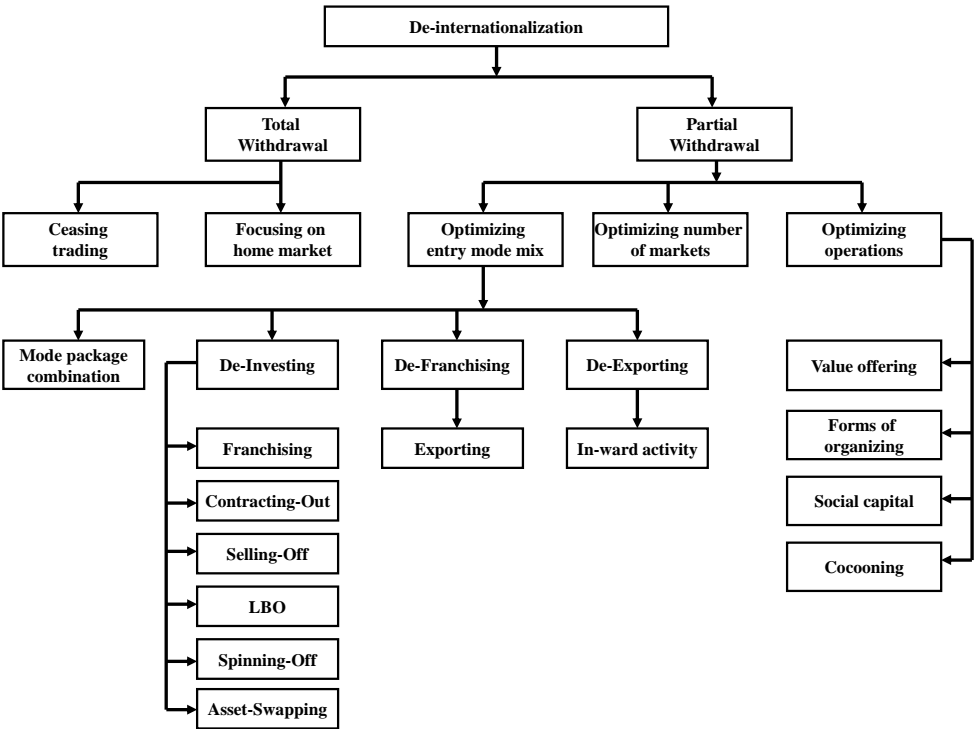 De-internationalization
Total
Withdrawal
Partial
Withdrawal
Ceasing
trading
Focusing on
home market
Optimizing
entry mode mix
Optimizing number
of markets
Optimizing
operations
Mode package
combination
De-Investing
De-Franchising
De-Exporting
Value offering
Franchising
Exporting
In-ward activity
Forms of
organizing
Contracting-Out
Social capital
Selling-Off
Cocooning
LBO
Spinning-Off
Asset-Swapping